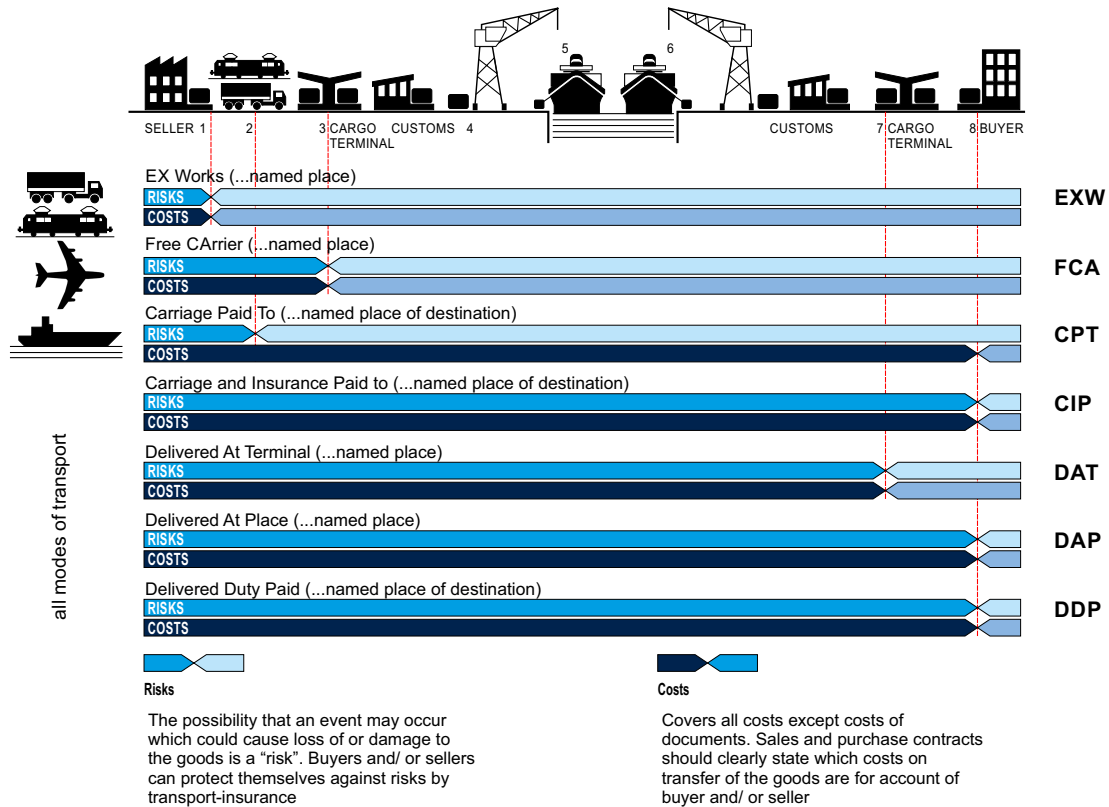 5 6
SELLER 1 2 3 CARGO TERMINAL CUSTOMS 4 CUSTOMS 7 CARGO TERMINAL 8 BUYER
EX Works (...named place)
RISKS
COSTS
EXW
Free CArrier (...named place)
RISKS
COSTS
FCA
Carriage Paid To (...named place of destination)
RISKS
COSTS
CPT
Carriage and Insurance Paid to (...named place of destination)
RISKS
COSTS
CIP
Delivered At Terminal (...named place)
RISKS
COSTS
DAT
Delivered At Place (...named place)
RISKS
COSTS
DAP
Delivered Duty Paid (...named place of destination)
RISKS
COSTS
DDP
all modes of transport
Risks
The possibility that an event may occur
which could cause loss of or damage to
the goods is a “risk”. Buyers and/ or sellers
can protect themselves against risks by
transport-insurance
Costs
Covers all costs except costs of
documents. Sales and purchase contracts
should clearly state which costs on
transfer of the goods are for account of
buyer and/ or seller